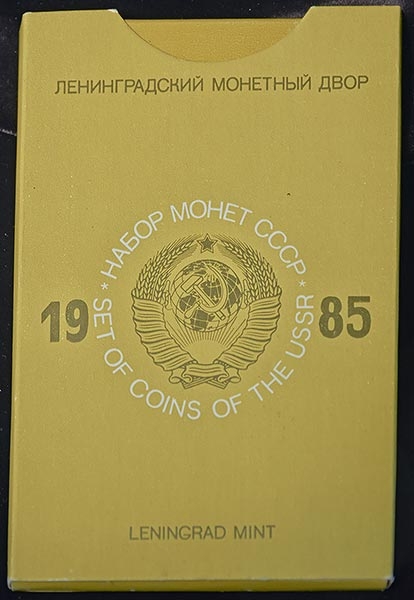 ЛЕНИНГРАДСКИЙ МОНЕТНЫЙ ДВОР
* НАБОР МОНЕТ СССР *
19 85
SET OF COINS OF THE USSR
LENINGRAD MINT